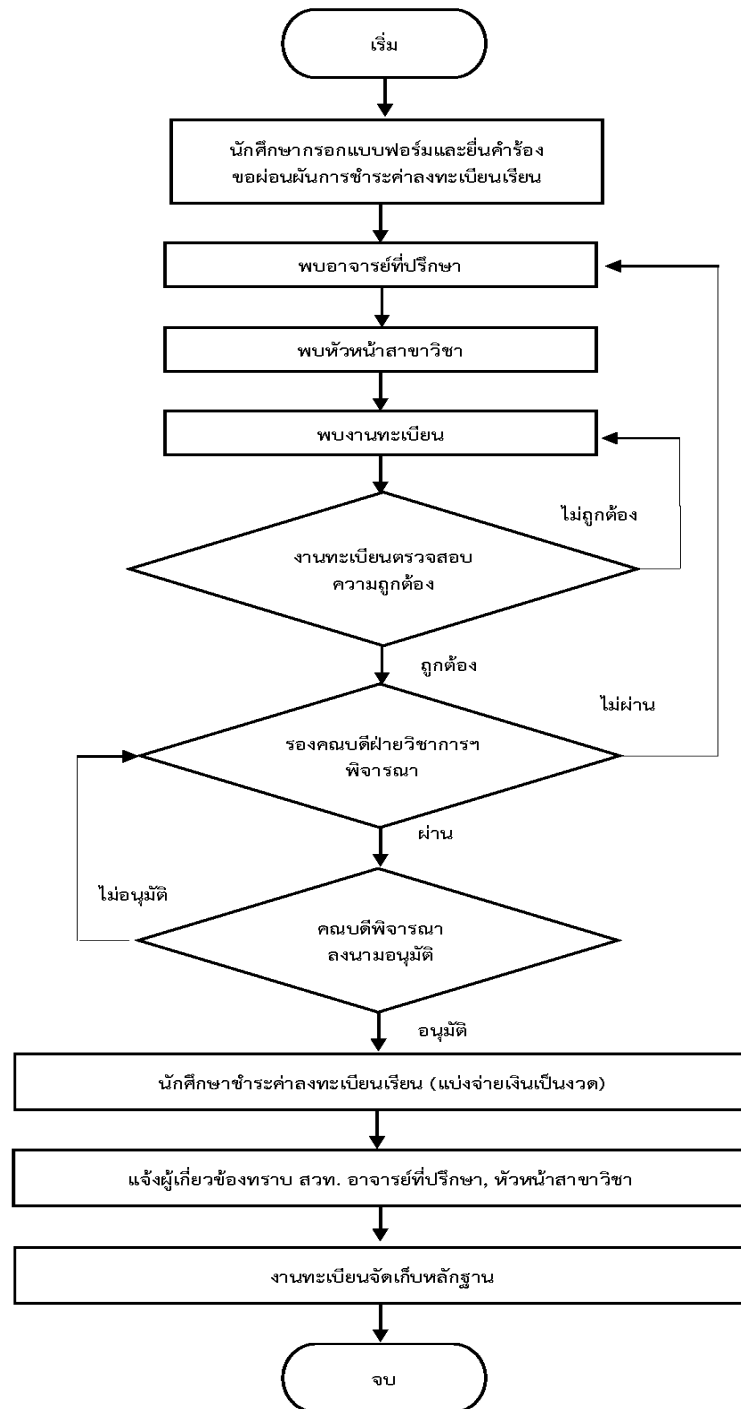 เริ่ม
นักศึกษากรอกแบบฟอร์มและยื่นคำร้อง
ขอผ่อนผันการชำระค่าลงทะเบียนเรียน
พบอาจารย์ที่ปรึกษา
พบหัวหน้าสาขาวิชา
พบงานทะเบียน
ไม่ถูกต้อง
งานทะเบียนตรวจสอบ
ความถูกต้อง
ถูกต้อง
ไม่ผ่าน
รองคณบดีฝ่ายวิชาการฯ
พิจารณา
ผ่าน
ไม่อนุมัติ
คณบดีพิจารณา
ลงนามอนุมัติ
อนุมัติ
นักศึกษาชำระค่าลงทะเบียนเรียน (แบ่งจ่ายเงินเป็นงวด)
แจ้งผู้เกี่ยวข้องทราบ สวท. อาจารย์ที่ปรึกษา, หัวหน้าสาขาวิชา
งานทะเบียนจัดเก็บหลักฐาน
จบ